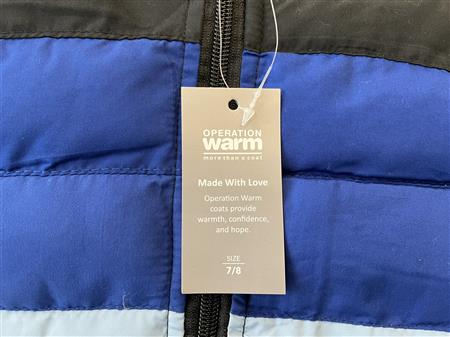 OPERATION
warm
more than a coat
Made With Love
Operation Warm
coats provide
warmth, confidence,
and hope.
SIZE
7/8